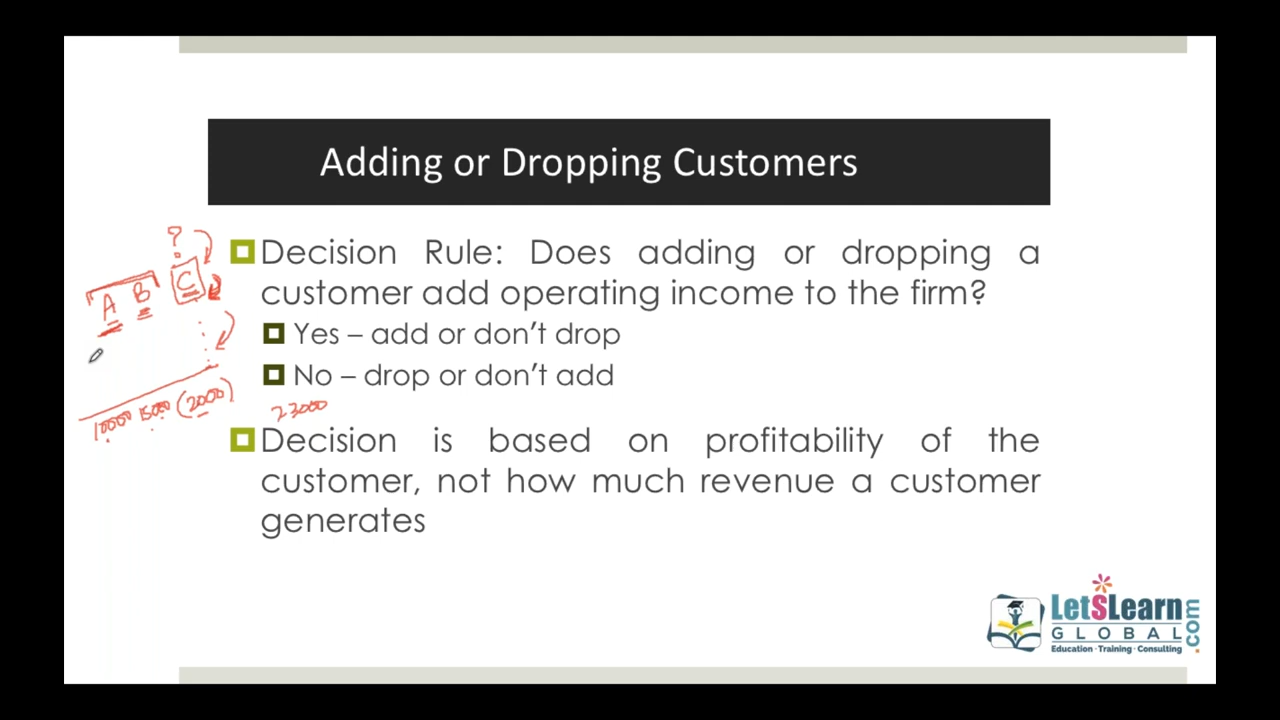 Adding or Dropping Customers
Decision Rule: Does adding or dropping a
customer add operating income to the firm?
Yes – add or don’t drop
No – drop or don’t add
Decision is based on profitability of the
customer, not how much revenue a customer
generates
?
A B C
10000 15000 (2000) 23000
LetSLearn
GLOBAL
.com
Education · Training · Consulting